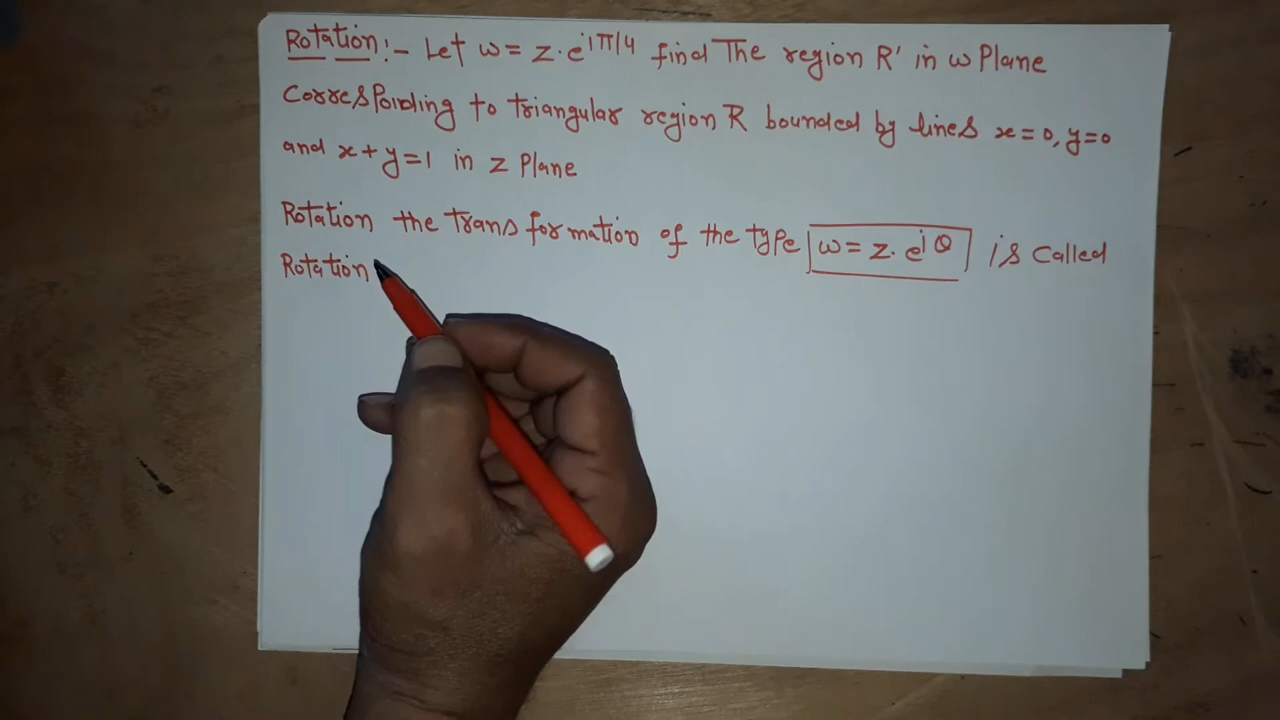 Rotation:- Let ω = z. e^iπ/4 find The region R' in ω Plane
Corresponding to triangular region R bounded by lines x=0, y=0
and x+y=1 in z Plane
Rotation the transformation of the type ω = z. e^iθ is called
Rotation